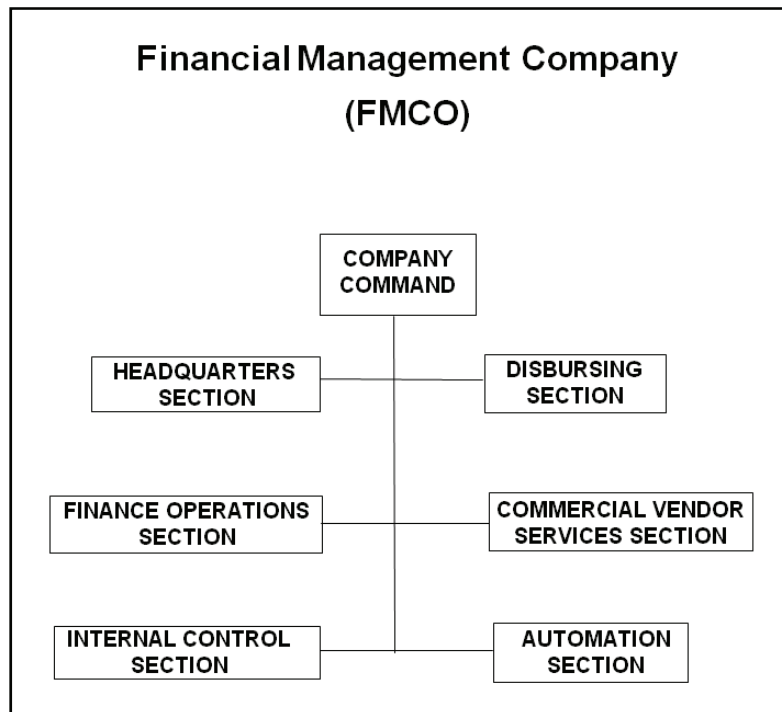 Financial Management Company
(FMCO)
COMPANY
COMMAND
HEADQUARTERS
SECTION
DISBURSING
SECTION
FINANCE OPERATIONS
SECTION
COMMERCIAL VENDOR
SERVICES SECTION
INTERNAL CONTROL
SECTION
AUTOMATION
SECTION